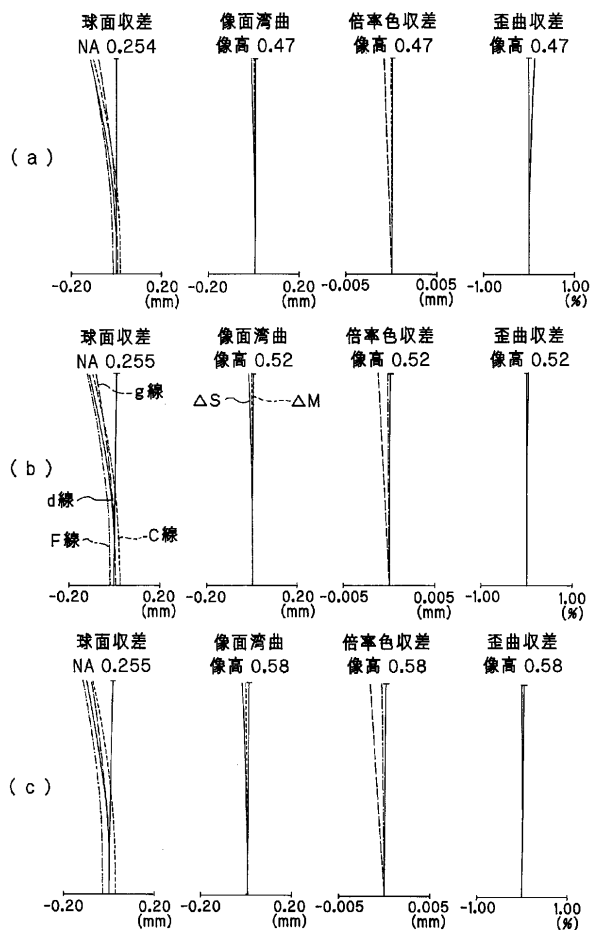 球面収差 像面湾曲 倍率色収差 歪曲収差
NA 0.254 像高 0.47 像高 0.47 像高 0.47
(a)
-0.20 0.20 -0.20 0.20 -0.005 0.005 -1.00 1.00
(mm) (mm) (mm) (%)
球面収差 像面湾曲 倍率色収差 歪曲収差
NA 0.255 像高 0.52 像高 0.52 像高 0.52
g線
△S △M
(b)
d線
F線 C線
-0.20 0.20 -0.20 0.20 -0.005 0.005 -1.00 1.00
(mm) (mm) (mm) (%)
球面収差 像面湾曲 倍率色収差 歪曲収差
NA 0.255 像高 0.58 像高 0.58 像高 0.58
(c)
-0.20 0.20 -0.20 0.20 -0.005 0.005 -1.00 1.00
(mm) (mm) (mm) (%)